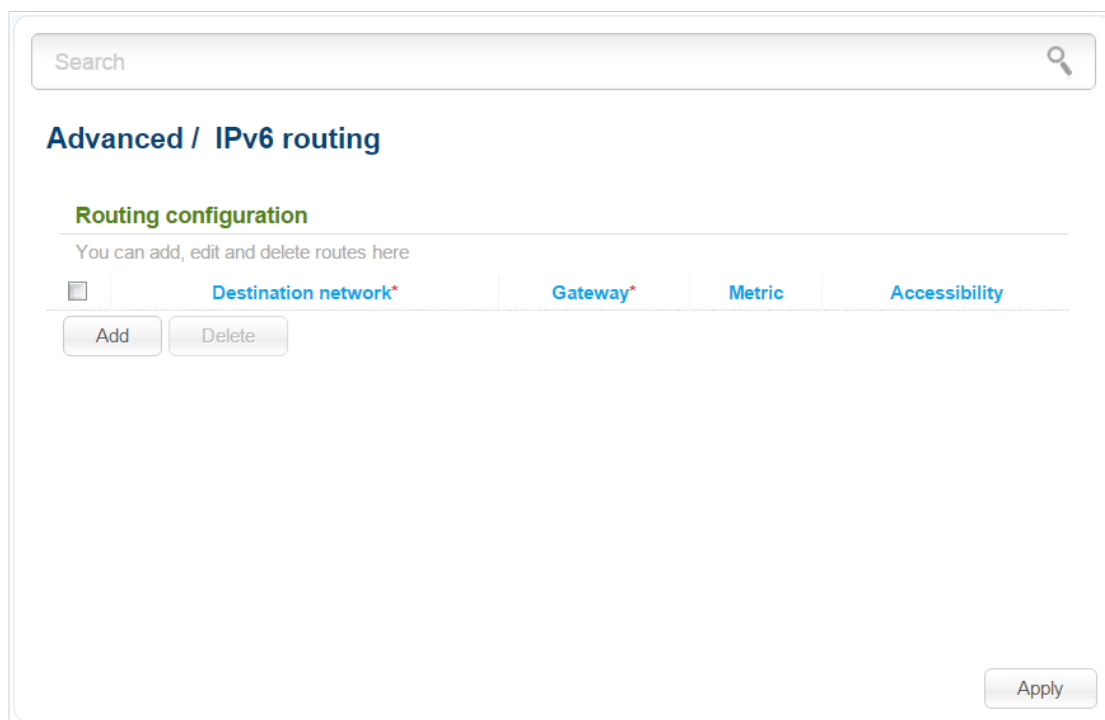 Search
Advanced / IPv6 routing
Routing configuration
You can add, edit and delete routes here
Destination network* Gateway* Metric Accessibility
Add Delete
Apply